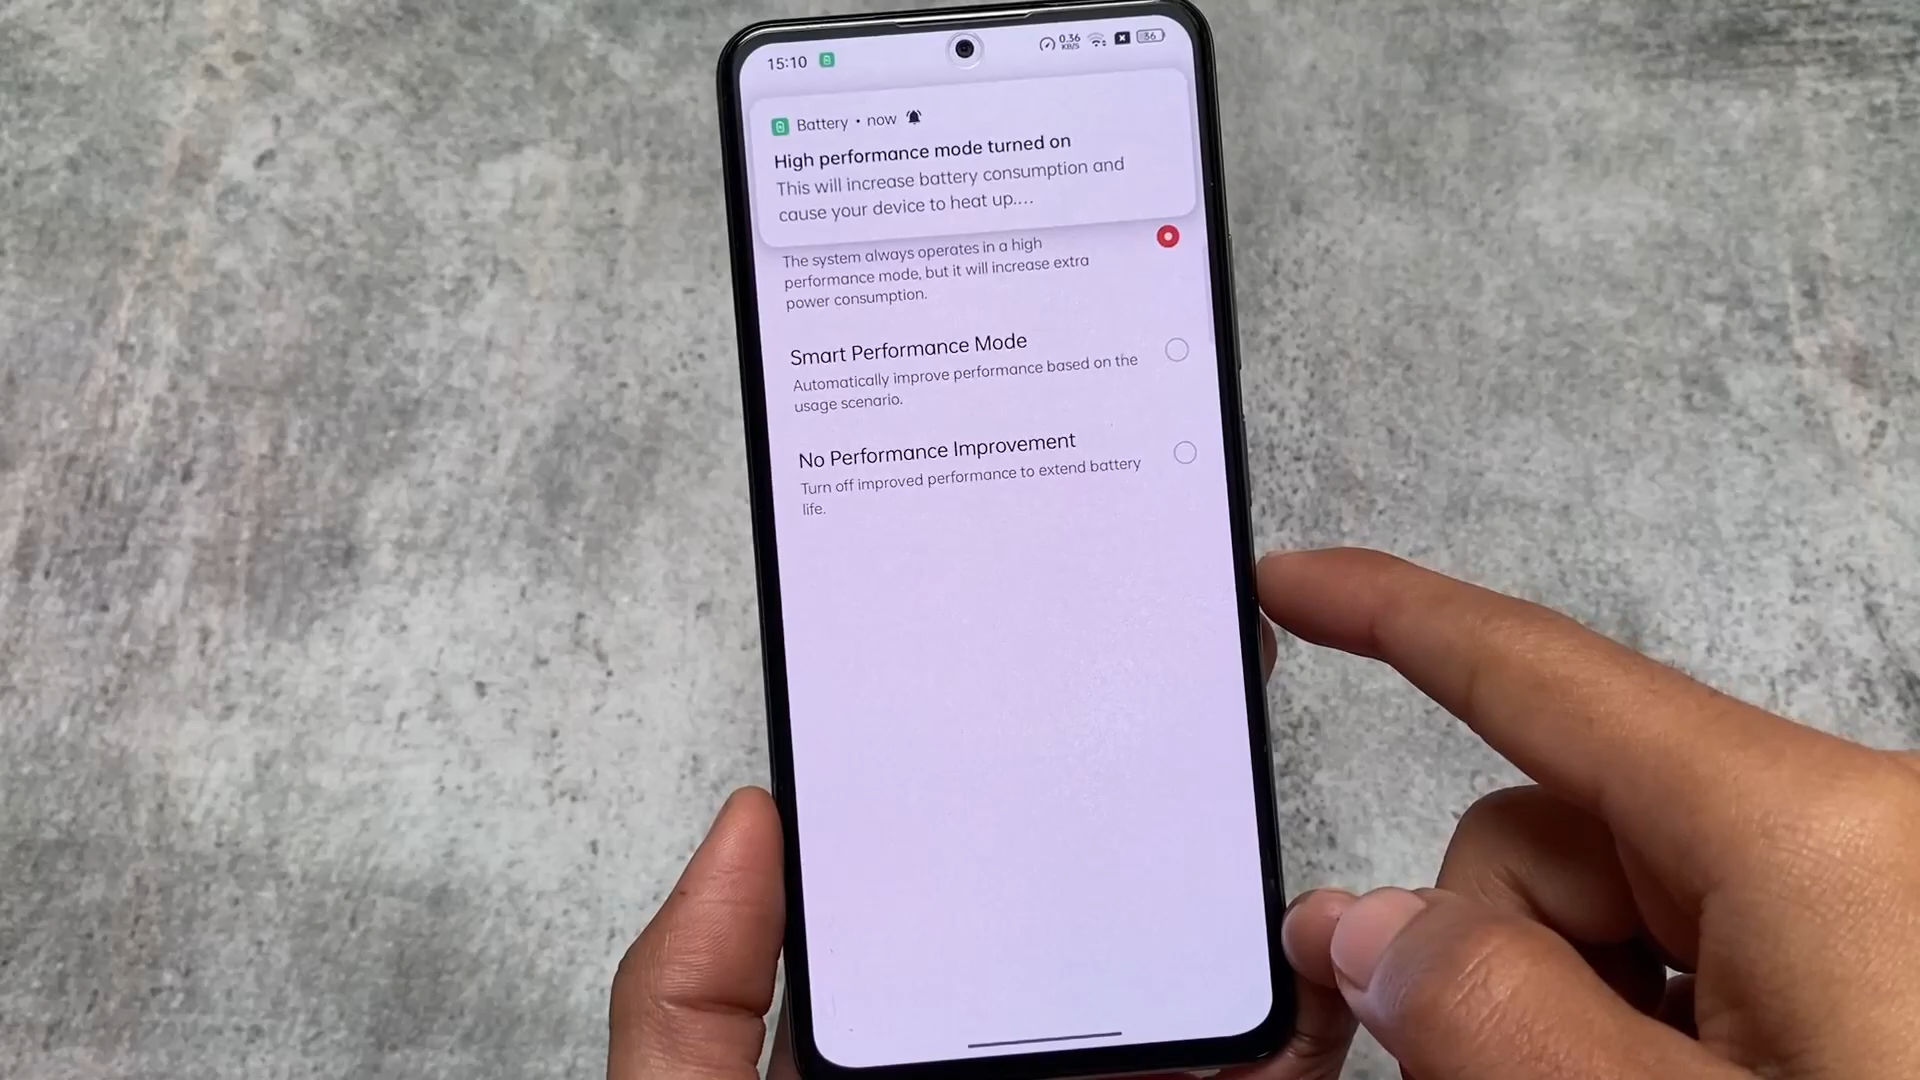 15:10
0.36
KB/S
36
Battery • now
High performance mode turned on
This will increase battery consumption and
cause your device to heat up....
The system always operates in a high
performance mode, but it will increase extra
power consumption.
Smart Performance Mode
Automatically improve performance based on the
usage scenario.
No Performance Improvement
Turn off improved performance to extend battery
life.